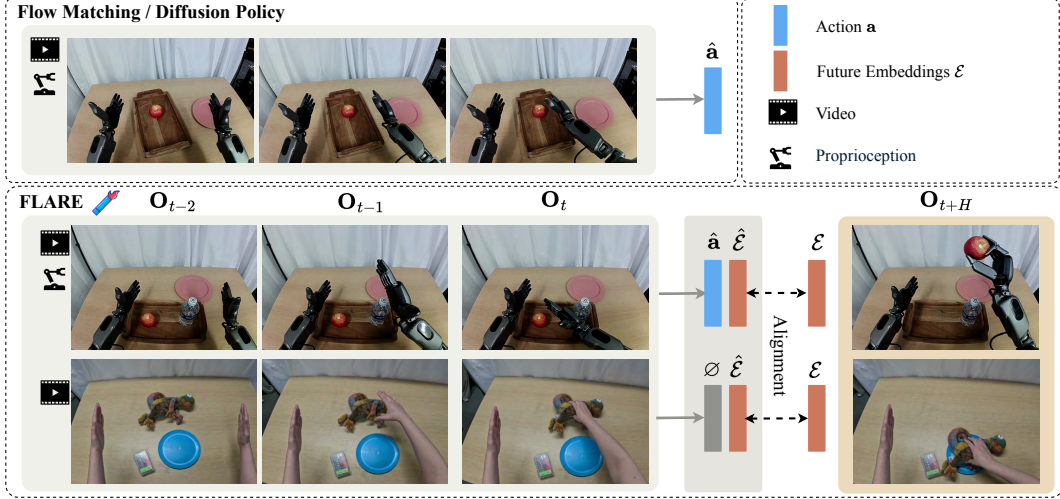 Flow Matching / Diffusion Policy
â
Action a
Future Embeddings ℰ
Video
Proprioception
FLARE
O_{t−2}
O_{t−1}
O_t
O_{t+H}
â ℰ̂ ℰ
Alignment
∅ ℰ̂ ℰ